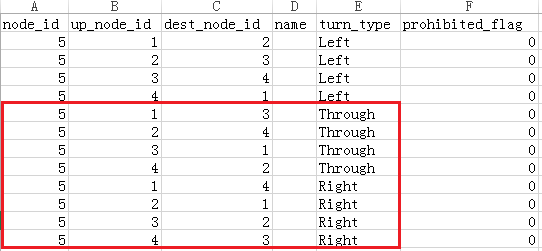 A B C D E F
node_id up_node_id dest_node_id name turn_type prohibited_flag
5 1 2 Left 0
5 2 3 Left 0
5 3 4 Left 0
5 4 1 Left 0
5 1 3 Through 0
5 2 4 Through 0
5 3 1 Through 0
5 4 2 Through 0
5 1 4 Right 0
5 2 1 Right 0
5 3 2 Right 0
5 4 3 Right 0